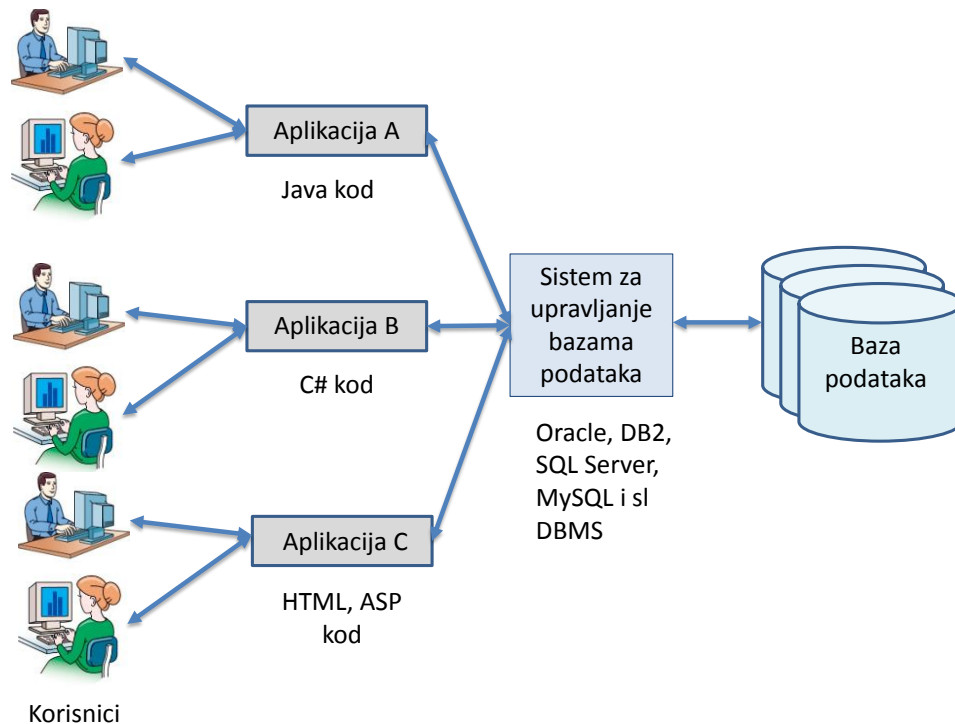 Aplikacija A
Java kod
Aplikacija B
C# kod
Aplikacija C
HTML, ASP
kod
Korisnici
Sistem za
upravljanje
bazama
podataka
Oracle, DB2,
SQL Server,
MySQL i sl
DBMS
Baza
podataka